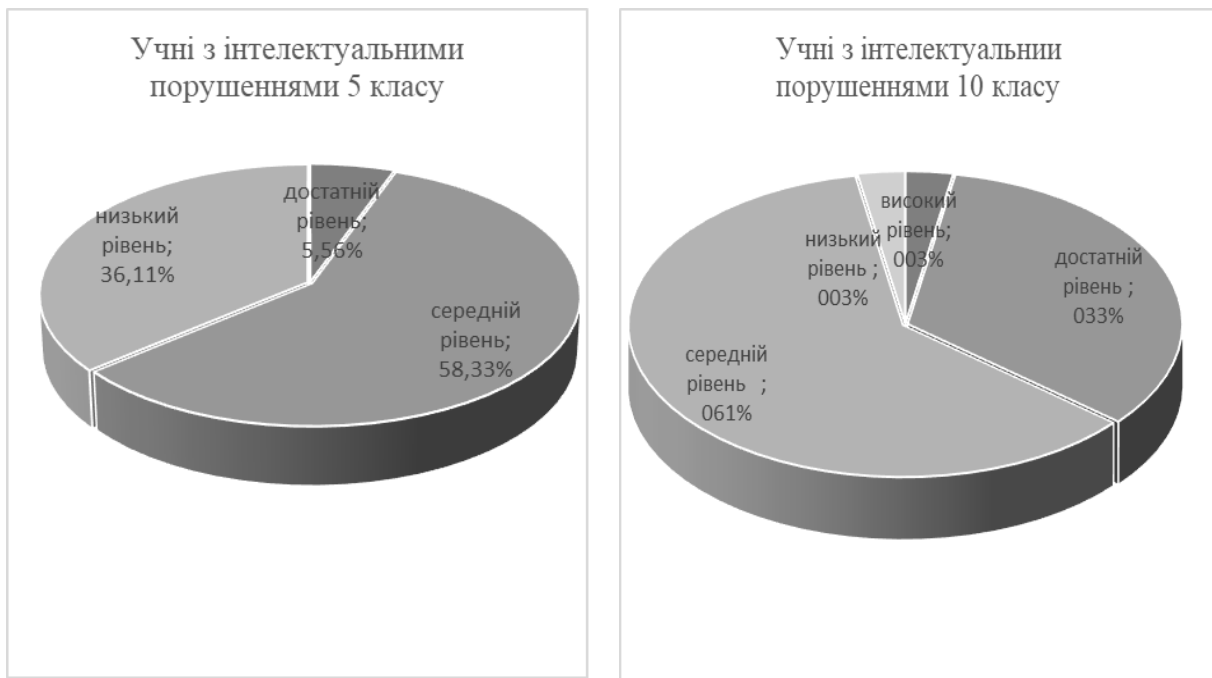 Учні з інтелектуальними
порушеннями 5 класу
достатній
рівень;
5,56%
низький
рівень;
36,11%
середній
рівень;
58,33%
Учні з інтелектуальнии
порушеннями 10 класу
високий
рівень;
003%
низький
рівень ;
003%
достатній
рівень ;
033%
середній
рівень ;
061%